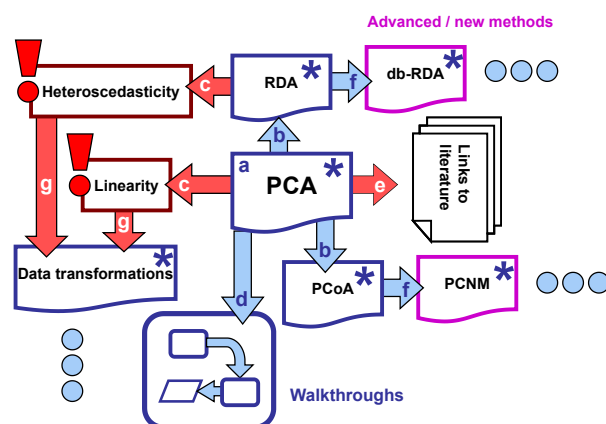 Advanced / new methods
Heteroscedasticity
c
RDA
*
f
db-RDA
*
b
g
Linearity
c
a
PCA
*
e
Links to
literature
g
b
Data transformations
*
d
PCoA
*
f
PCNM
*
Walkthroughs